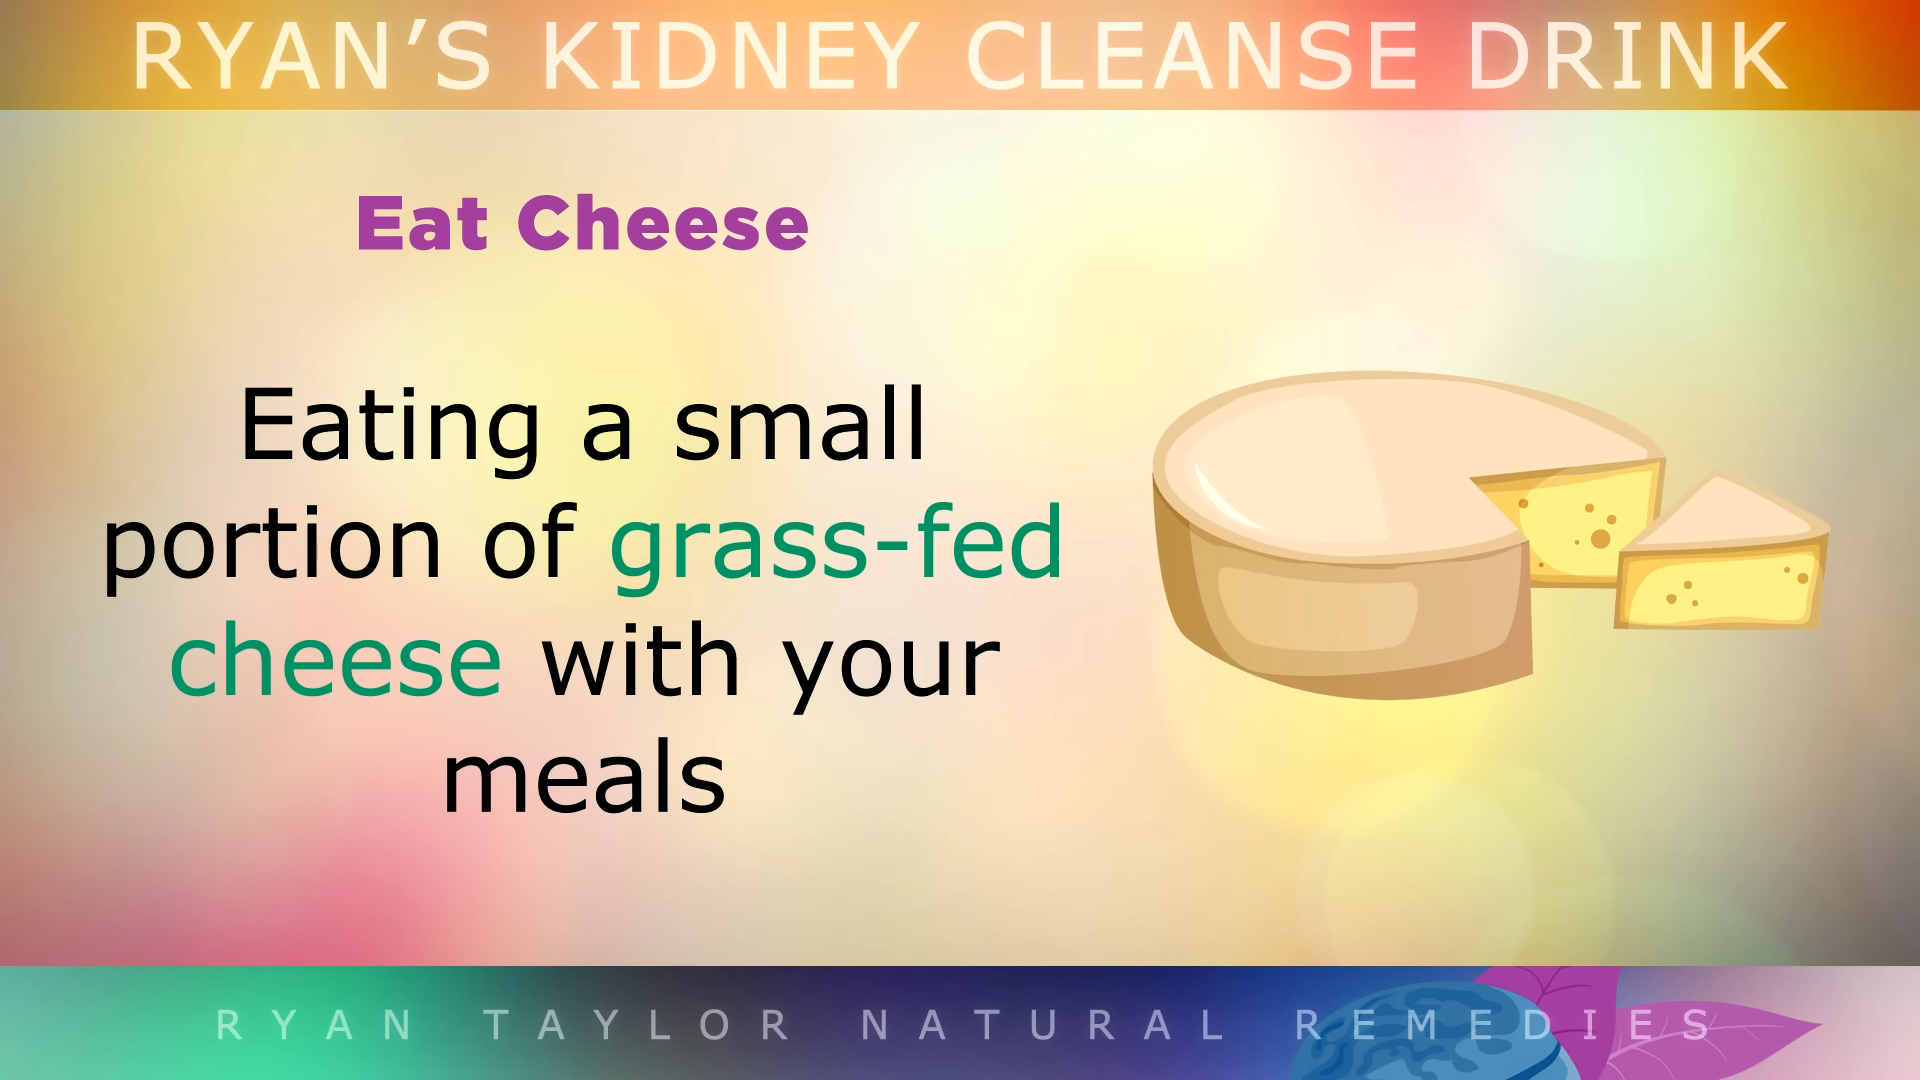 RYAN’S KIDNEY CLEANSE DRINK
Eat Cheese
Eating a small
portion of grass-fed
cheese with your
meals
RYAN TAYLOR NATURAL REMEDIES